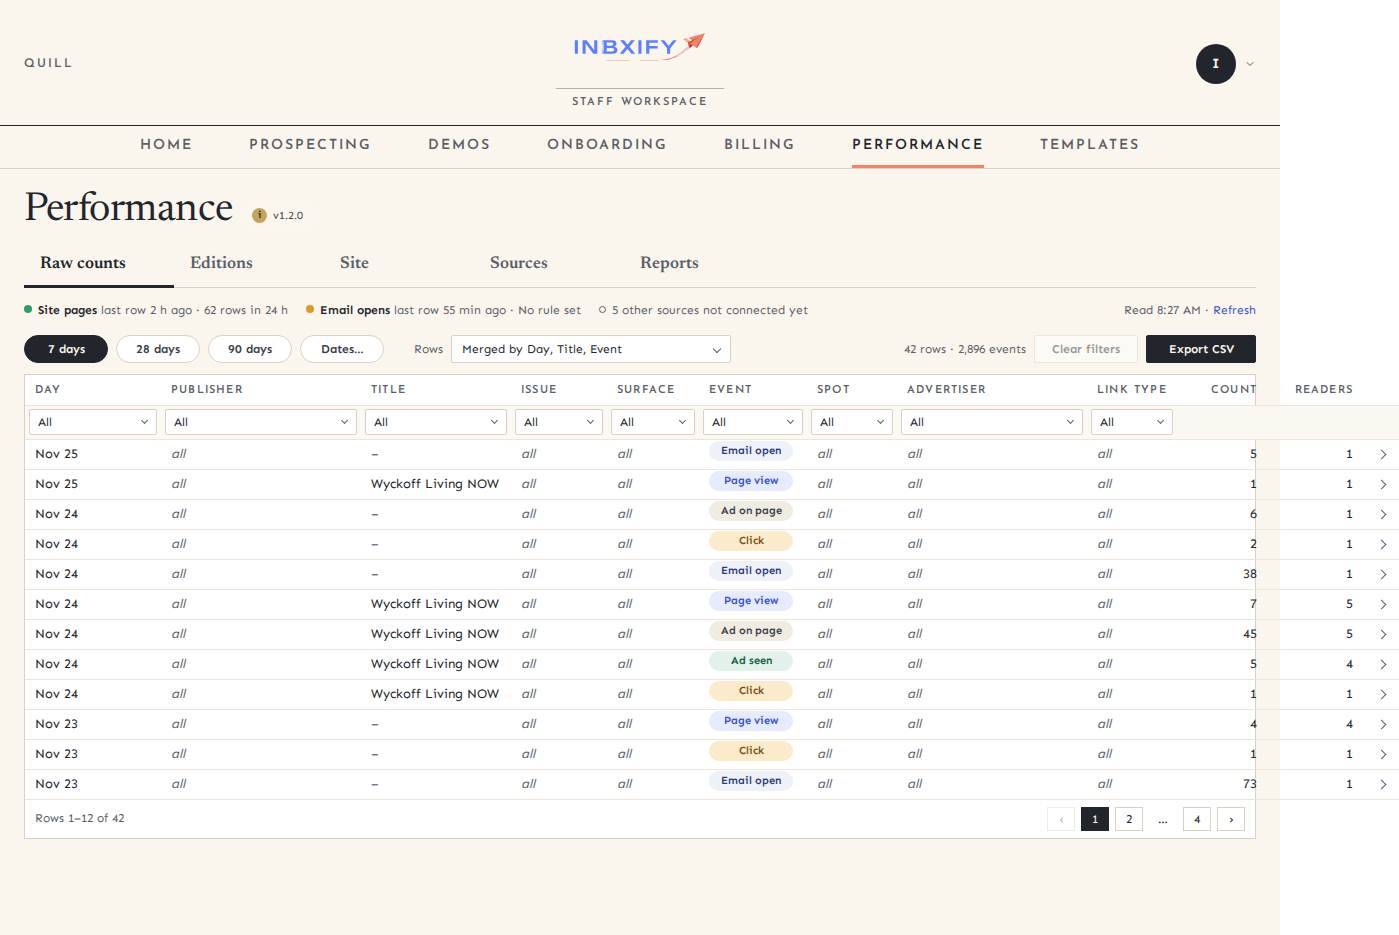 QUILL
INBXIFY
I
STAFF WORKSPACE
HOME PROSPECTING DEMOS ONBOARDING BILLING PERFORMANCE TEMPLATES
Performance i v1.2.0
Raw counts Editions Site Sources Reports
Site pages last row 2 h ago · 62 rows in 24 h Email opens last row 55 min ago · No rule set 5 other sources not connected yet Read 8:27 AM · Refresh
7 days 28 days 90 days Dates... Rows Merged by Day, Title, Event 42 rows · 2,896 events Clear filters Export CSV
DAY PUBLISHER TITLE ISSUE SURFACE EVENT SPOT ADVERTISER LINK TYPE COUNT READERS
All All All All All All All All All
Nov 25 all – all all Email open all all all 5 1
Nov 25 all Wyckoff Living NOW all all Page view all all all 1 1
Nov 24 all – all all Ad on page all all all 6 1
Nov 24 all – all all Click all all all 2 1
Nov 24 all – all all Email open all all all 38 1
Nov 24 all Wyckoff Living NOW all all Page view all all all 7 5
Nov 24 all Wyckoff Living NOW all all Ad on page all all all 45 5
Nov 24 all Wyckoff Living NOW all all Ad seen all all all 5 4
Nov 24 all Wyckoff Living NOW all all Click all all all 1 1
Nov 23 all – all all Page view all all all 4 4
Nov 23 all – all all Click all all all 1 1
Nov 23 all – all all Email open all all all 73 1
Rows 1–12 of 42 ‹ 1 2 ... 4 ›